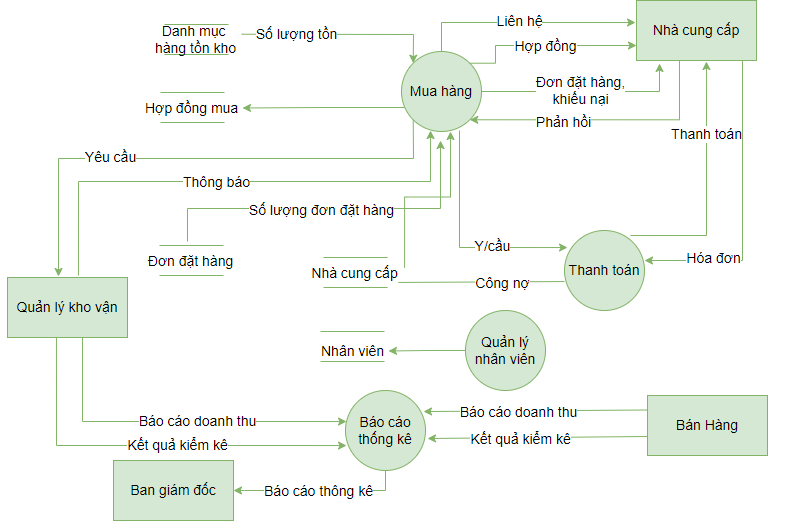 Danh mục
hàng tồn kho
Số lượng tồn
Liên hệ
Nhà cung cấp
Hợp đồng
Mua hàng
Đơn đặt hàng,
khiếu nại
Hợp đồng mua
Phản hồi
Thanh toán
Yêu cầu
Thông báo
Số lượng đơn đặt hàng
Y/cầu
Đơn đặt hàng
Nhà cung cấp
Công nợ
Thanh toán
Hóa đơn
Quản lý kho vận
Nhân viên
Quản lý
nhân viên
Báo cáo doanh thu
Kết quả kiểm kê
Báo cáo
thống kê
Báo cáo doanh thu
Kết quả kiểm kê
Bán Hàng
Ban giám đốc
Báo cáo thông kê